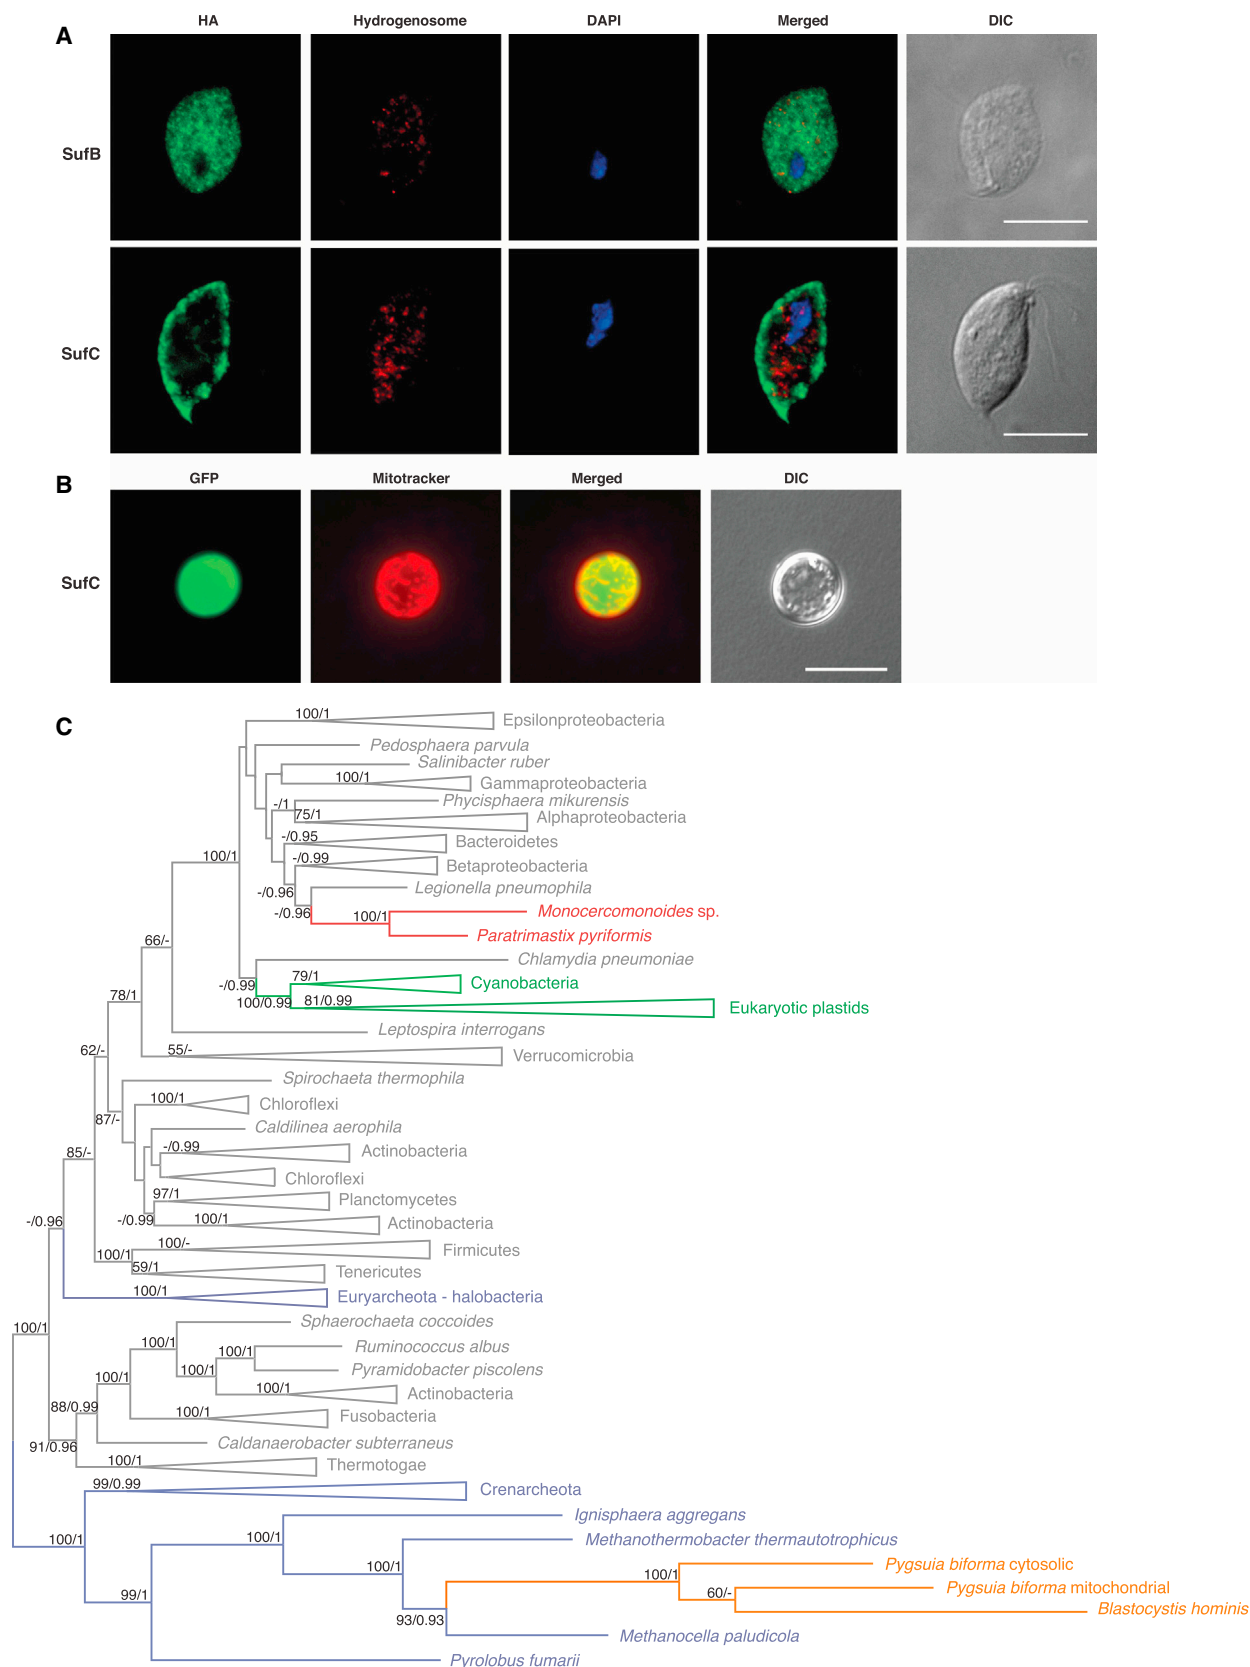 A
HA
Hydrogenosome
DAPI
Merged
DIC
SufB
SufC
B
GFP
Mitotracker
Merged
DIC
SufC
C
100/1
Epsilonproteobacteria
Pedosphaera parvula
Salinibacter ruber
100/1
Gammaproteobacteria
-/1
Phycisphaera mikurensis
75/1
Alphaproteobacteria
-/0.95
Bacteroidetes
-/0.99
Betaproteobacteria
100/1
-/0.96
Legionella pneumophila
-/0.96
100/1
Monocercomonoides sp.
Paratrimastix pyriformis
66/-
Chlamydia pneumoniae
-/0.99
79/1
Cyanobacteria
100/0.99
81/0.99
Eukaryotic plastids
78/1
Leptospira interrogans
62/-
55/-
Verrucomicrobia
Spirochaeta thermophila
100/1
Chloroflexi
87/-
Caldilinea aerophila
85/-
-/0.99
Actinobacteria
Chloroflexi
97/1
Planctomycetes
-/0.99
100/1
Actinobacteria
-/0.96
100/-
Firmicutes
100/1
59/1
Tenericutes
100/1
Euryarcheota - halobacteria
100/1
Sphaerochaeta coccoides
100/1
100/1
Ruminococcus albus
100/1
Pyramidobacter piscolens
100/1
100/1
Actinobacteria
88/0.99
100/1
Fusobacteria
91/0.96
Caldanaerobacter subterraneus
100/1
Thermotogae
99/0.99
Crenarcheota
100/1
Ignisphaera aggregans
100/1
Methanothermobacter thermautotrophicus
100/1
Pygsuia biforma cytosolic
100/1
99/1
60/-
Pygsuia biforma mitochondrial
Blastocystis hominis
93/0.93
Methanocella paludicola
Pyrolobus fumarii